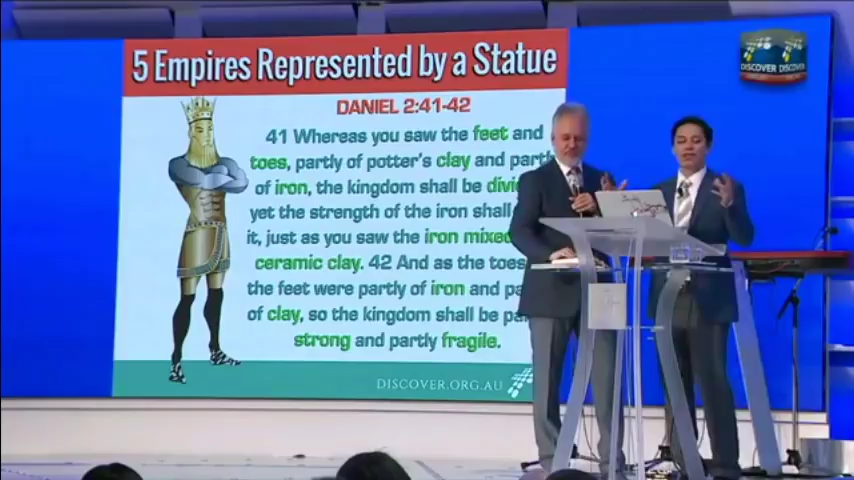 5 Empires Represented by a Statue
DANIEL 2:41-42
41 Whereas you saw the feet and
toes, partly of potter's clay and
of iron, the kingdom shall be
yet the strength of the iron shall
it, just as you saw the iron mixed
ceramic clay. 42 And as the toes
the feet were partly of iron and
of clay, so the kingdom shall be
strong and partly fragile.
DISCOVER.ORG.AU
DISCOVER DISCOVER